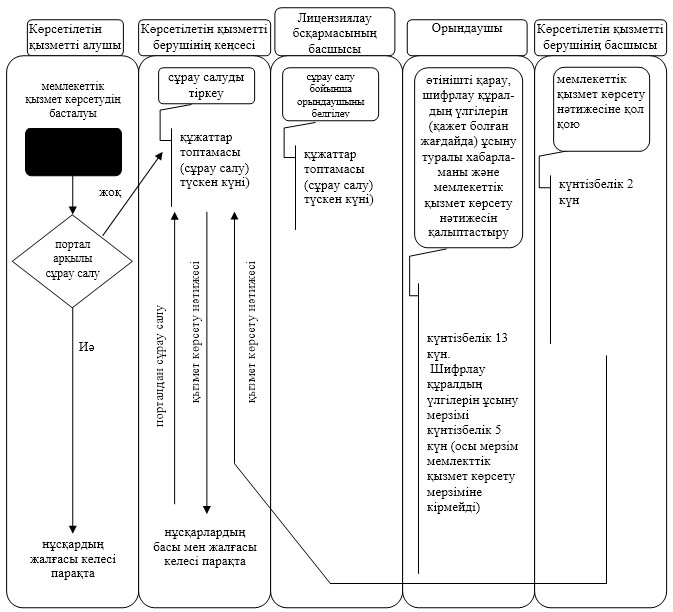 Көрсетілетін
қызметті алушы
Көрсетілетін қызметті
берушінің кеңсесі
Лицензиялау
бсқармасының
басшысы
Орындаушы
Көрсетілетін қызметті
берушінің басшысы
мемлекеттік
қызмет көрсетудің
басталуы
жоқ
портал
арқылы
сұрау салу
Иә
нұсқардың
жалғасы келесі
парақта
сұрау салуды
тіркеу
құжаттар
топтамасы
(сұрау салу)
түскен күні)
порталдан сұрау салу
қызмет көрсету нәтижесі
қызмет көрсету нәтижесі
нұсқарлардың
басы мен жалғасы
келесі парақта
сұрау салу
бойынша
орындаушыны
белгілеу
құжаттар
топтамасы
(сұрау салу)
түскен күні)
өтінішті қарау,
шифрлау құрал-
дың үлгілерін
(қажет болған
жағдайда) ұсыну
туралы хабарла-
маны және
мемлекеттік
қызмет көрсету
нәтижесін
қалыптастыру
күнтізбелік 13
күн.
Шифрлау
құралдың
үлгілерін ұсыну
мерзімі
күнтізбелік 5
күн (осы мерзім
мемлекттік
қызмет көрсету
мерзіміне
кірмейді)
мемлекеттік
қызмет көрсету
нәтижесіне қол
қою
күнтізбелік 2
күн